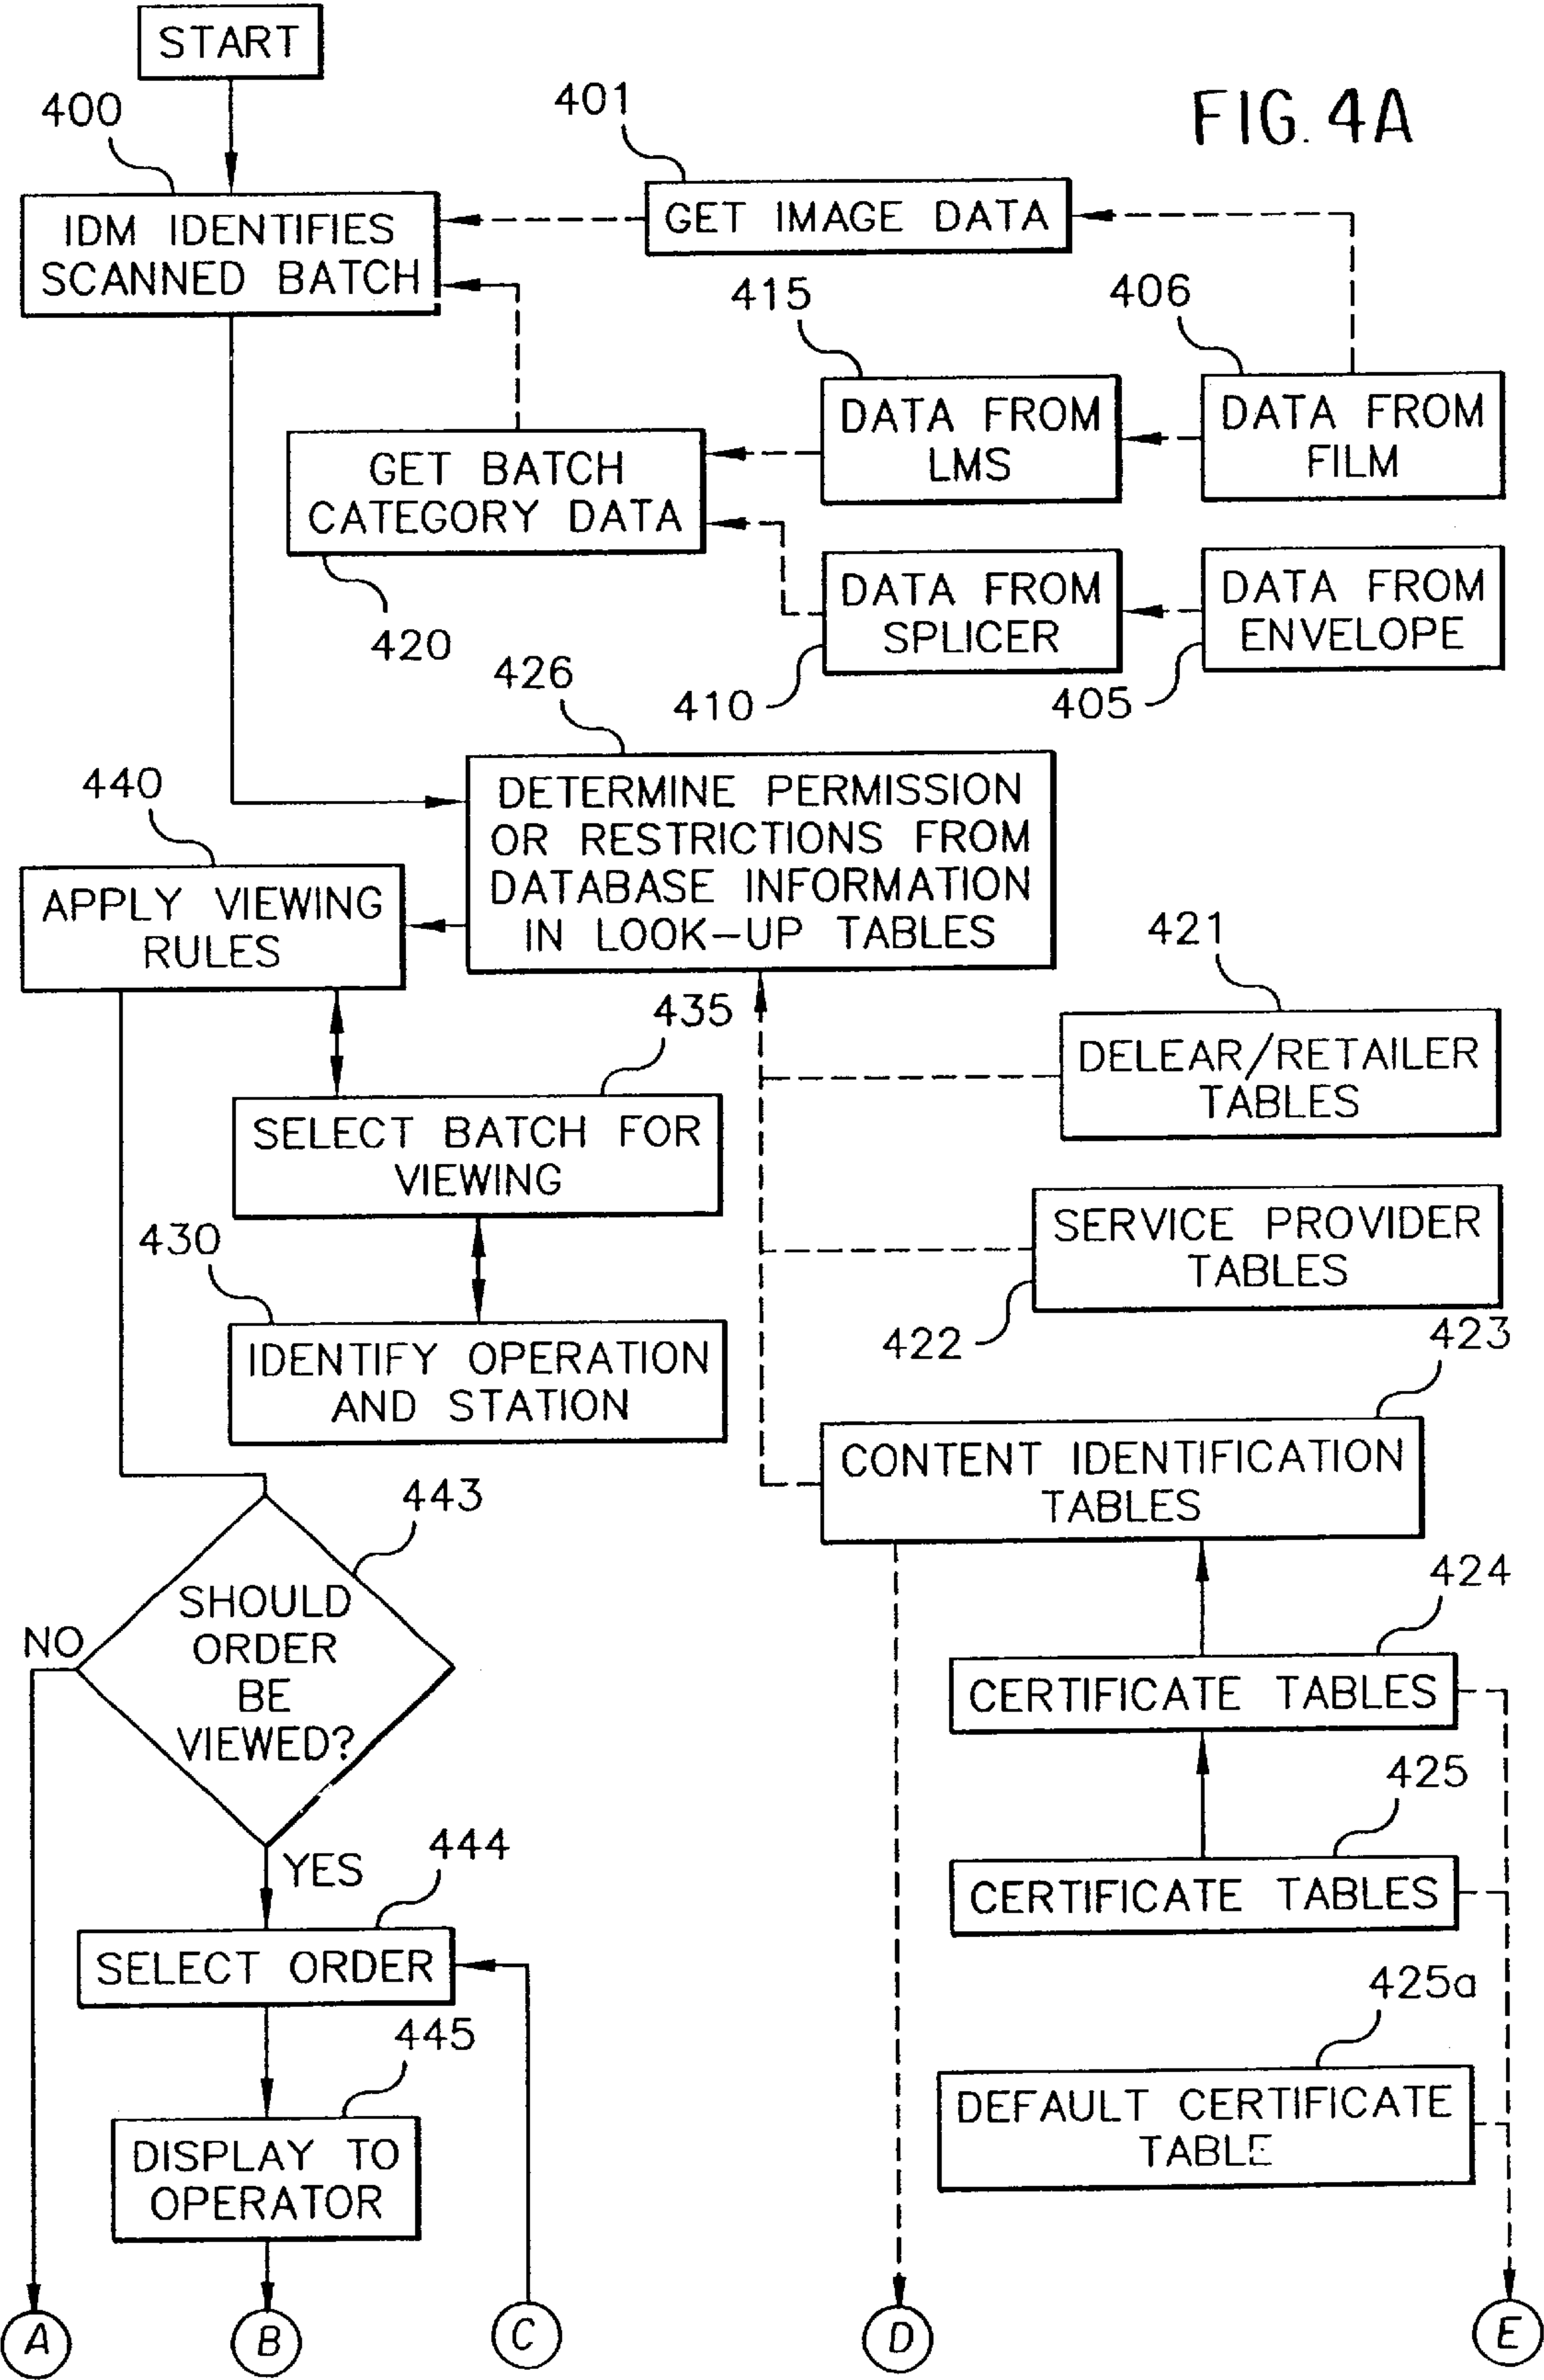 START
FIG. 4A
400
401
IDM IDENTIFIES
SCANNED BATCH
GET IMAGE DATA
415
406
DATA FROM
LMS
DATA FROM
FILM
GET BATCH
CATEGORY DATA
420
DATA FROM
SPLICER
410
DATA FROM
ENVELOPE
405
426
DETERMINE PERMISSION
OR RESTRICTIONS FROM
DATABASE INFORMATION
IN LOOK-UP TABLES
440
APPLY VIEWING
RULES
421
DELEAR/RETAILER
TABLES
435
SELECT BATCH FOR
VIEWING
SERVICE PROVIDER
TABLES
422
430
IDENTIFY OPERATION
AND STATION
423
CONTENT IDENTIFICATION
TABLES
443
SHOULD
ORDER
BE
VIEWED?
NO
YES
424
CERTIFICATE TABLES
425
CERTIFICATE TABLES
444
SELECT ORDER
425a
DEFAULT CERTIFICATE
TABLE
445
DISPLAY TO
OPERATOR
A
B
C
D
E